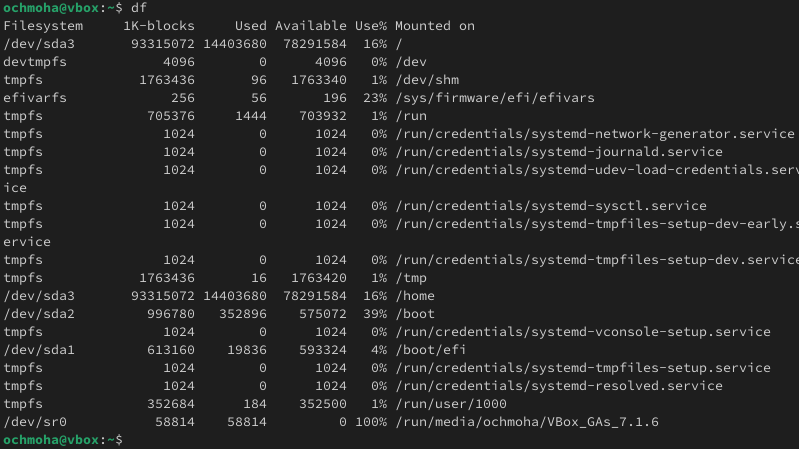 ochmoha@vbox:~$ df
Filesystem     1K-blocks     Used Available Use% Mounted on
/dev/sda3       93315072 14403680  78291584  16% /
devtmpfs            4096        0      4096   0% /dev
tmpfs            1763436       96   1763340   1% /dev/shm
efivarfs             256       56       196  23% /sys/firmware/efi/efivars
tmpfs             705376     1444    703932   1% /run
tmpfs               1024        0      1024   0% /run/credentials/systemd-network-generator.service
tmpfs               1024        0      1024   0% /run/credentials/systemd-journald.service
tmpfs               1024        0      1024   0% /run/credentials/systemd-udev-load-credentials.serv
ice
tmpfs               1024        0      1024   0% /run/credentials/systemd-sysctl.service
tmpfs               1024        0      1024   0% /run/credentials/systemd-tmpfiles-setup-dev-early.s
ervice
tmpfs               1024        0      1024   0% /run/credentials/systemd-tmpfiles-setup-dev.service
tmpfs            1763436       16   1763420   1% /tmp
/dev/sda3       93315072 14403680  78291584  16% /home
/dev/sda2         996780   352896    575072  39% /boot
tmpfs               1024        0      1024   0% /run/credentials/systemd-vconsole-setup.service
/dev/sda1         613160    19836    593324   4% /boot/efi
tmpfs               1024        0      1024   0% /run/credentials/systemd-tmpfiles-setup.service
tmpfs               1024        0      1024   0% /run/credentials/systemd-resolved.service
tmpfs             352684      184    352500   1% /run/user/1000
/dev/sr0           58814    58814         0 100% /run/media/ochmoha/VBox_GAs_7.1.6
ochmoha@vbox:~$